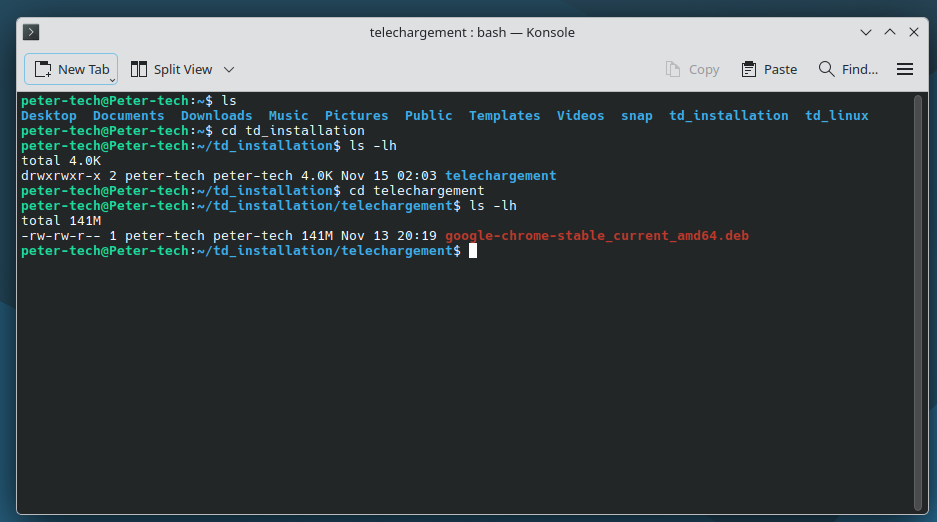 telechargement : bash — Konsole
New Tab Split View Copy Paste Find...
peter-tech@Peter-tech:~$ ls
Desktop Documents Downloads Music Pictures Public Templates Videos snap td_installation td_linux
peter-tech@Peter-tech:~$ cd td_installation
peter-tech@Peter-tech:~/td_installation$ ls -lh
total 4.0K
drwxrwxr-x 2 peter-tech peter-tech 4.0K Nov 15 02:03 telechargement
peter-tech@Peter-tech:~/td_installation$ cd telechargement
peter-tech@Peter-tech:~/td_installation/telechargement$ ls -lh
total 141M
-rw-rw-r-- 1 peter-tech peter-tech 141M Nov 13 20:19 google-chrome-stable_current_amd64.deb
peter-tech@Peter-tech:~/td_installation/telechargement$